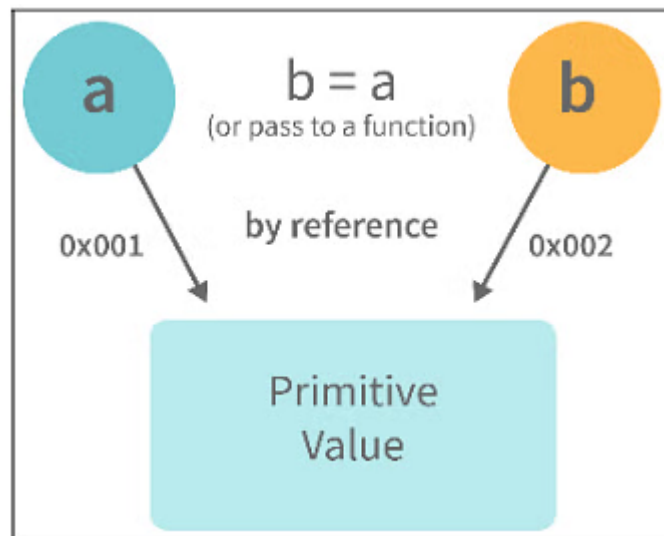 a
b = a
b
(or pass to a function)
by reference
0x001
0x002
Primitive
Value